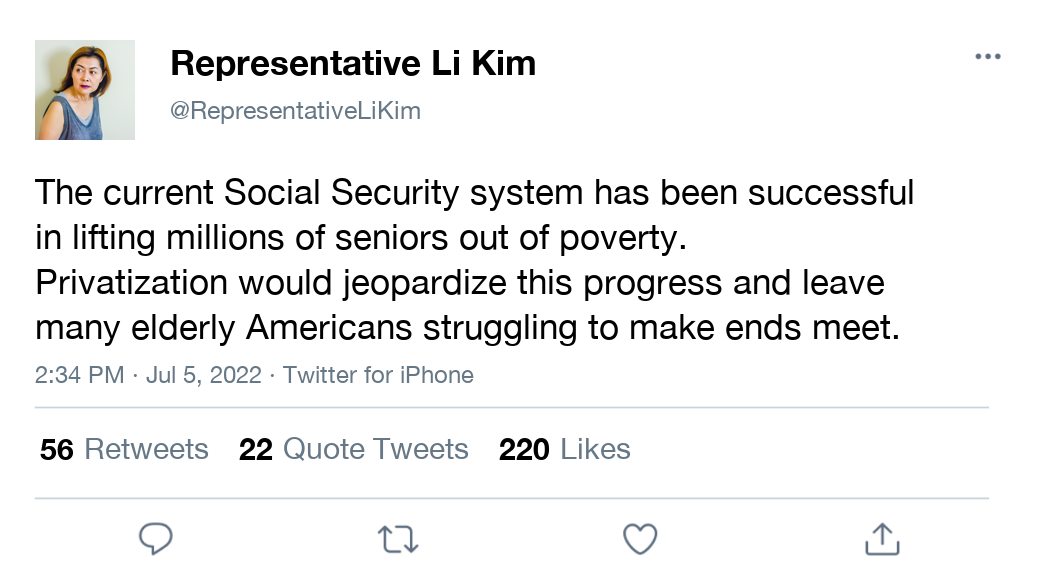 Representative Li Kim
@RepresentativeLiKim
The current Social Security system has been successful
in lifting millions of seniors out of poverty.
Privatization would jeopardize this progress and leave
many elderly Americans struggling to make ends meet.
2:34 PM · Jul 5, 2022 · Twitter for iPhone
56 Retweets 22 Quote Tweets 220 Likes